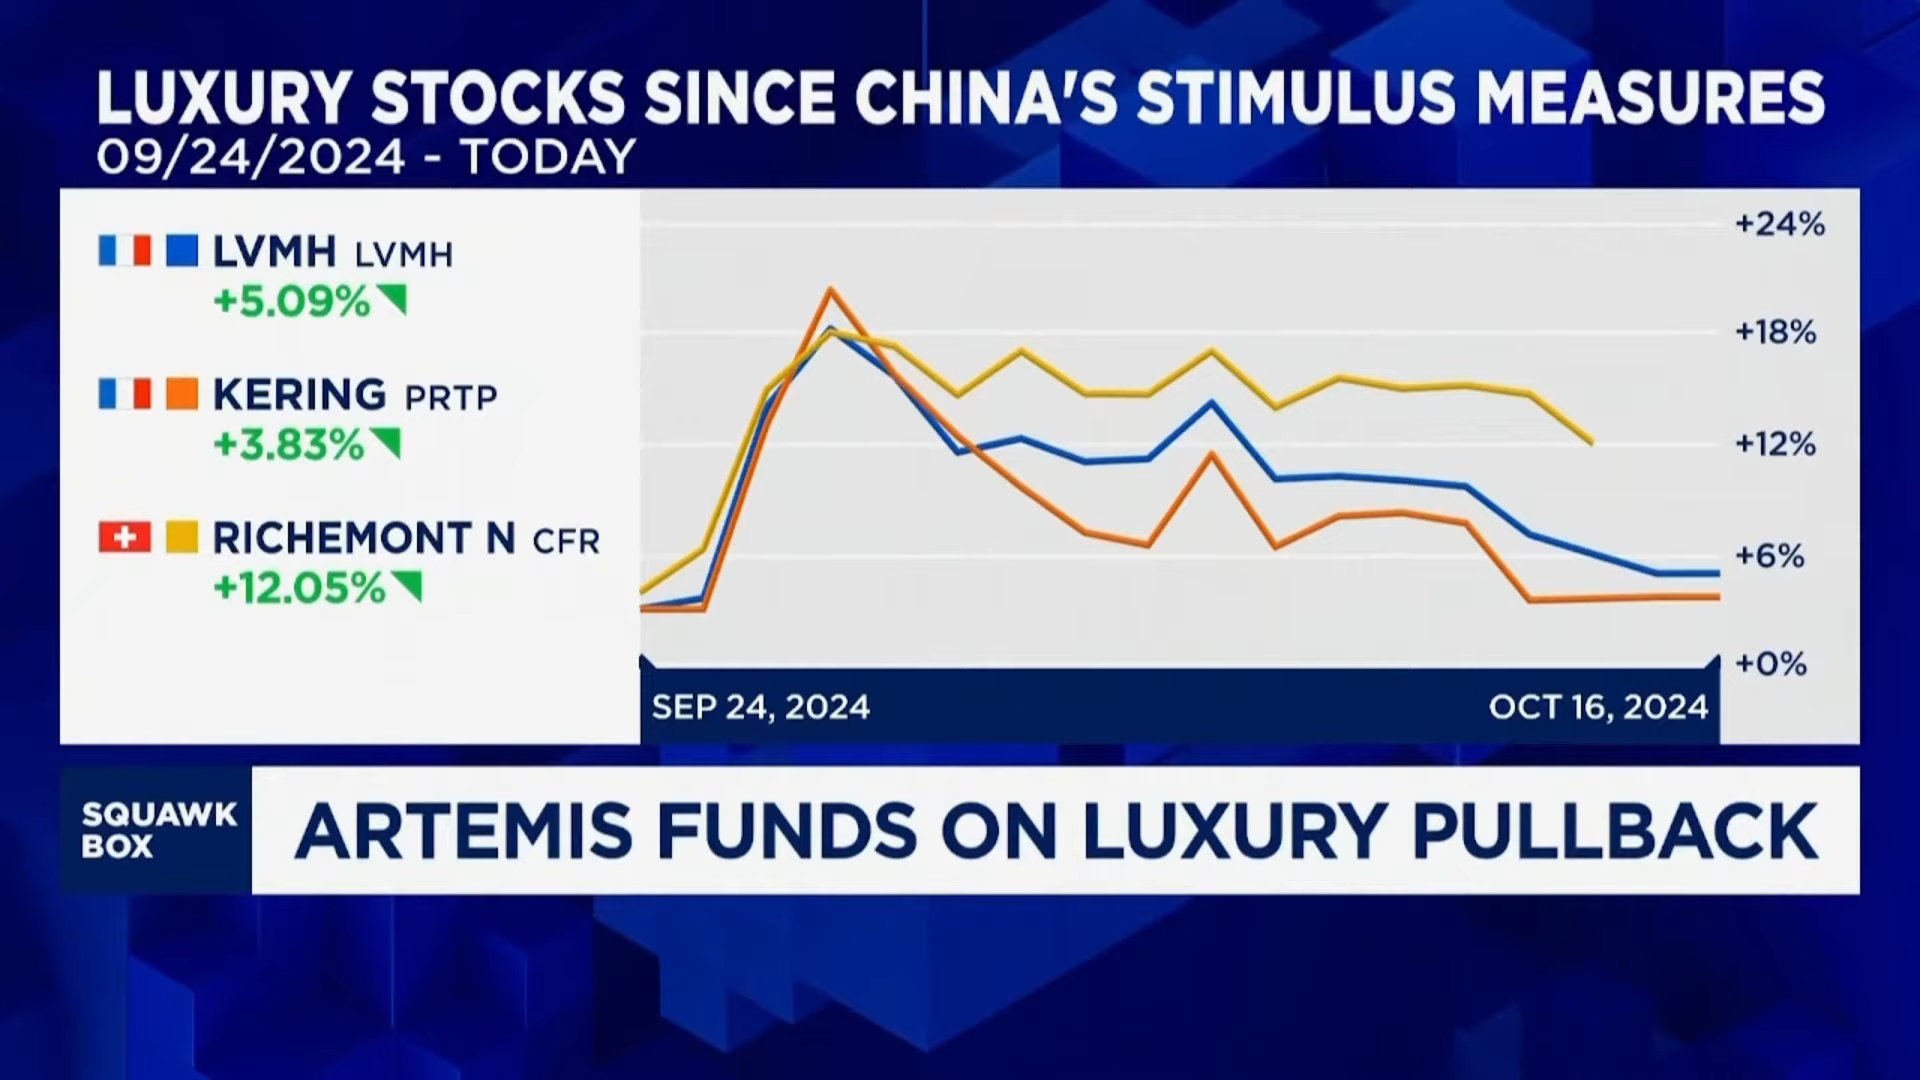 LUXURY STOCKS SINCE CHINA'S STIMULUS MEASURES
09/24/2024 - TODAY
LVMH LVMH
+5.09%
KERING PRTP
+3.83%
RICHEMONT N CFR
+12.05%
+24%
+18%
+12%
+6%
+0%
SEP 24, 2024
OCT 16, 2024
SQUAWK
BOX
ARTEMIS FUNDS ON LUXURY PULLBACK